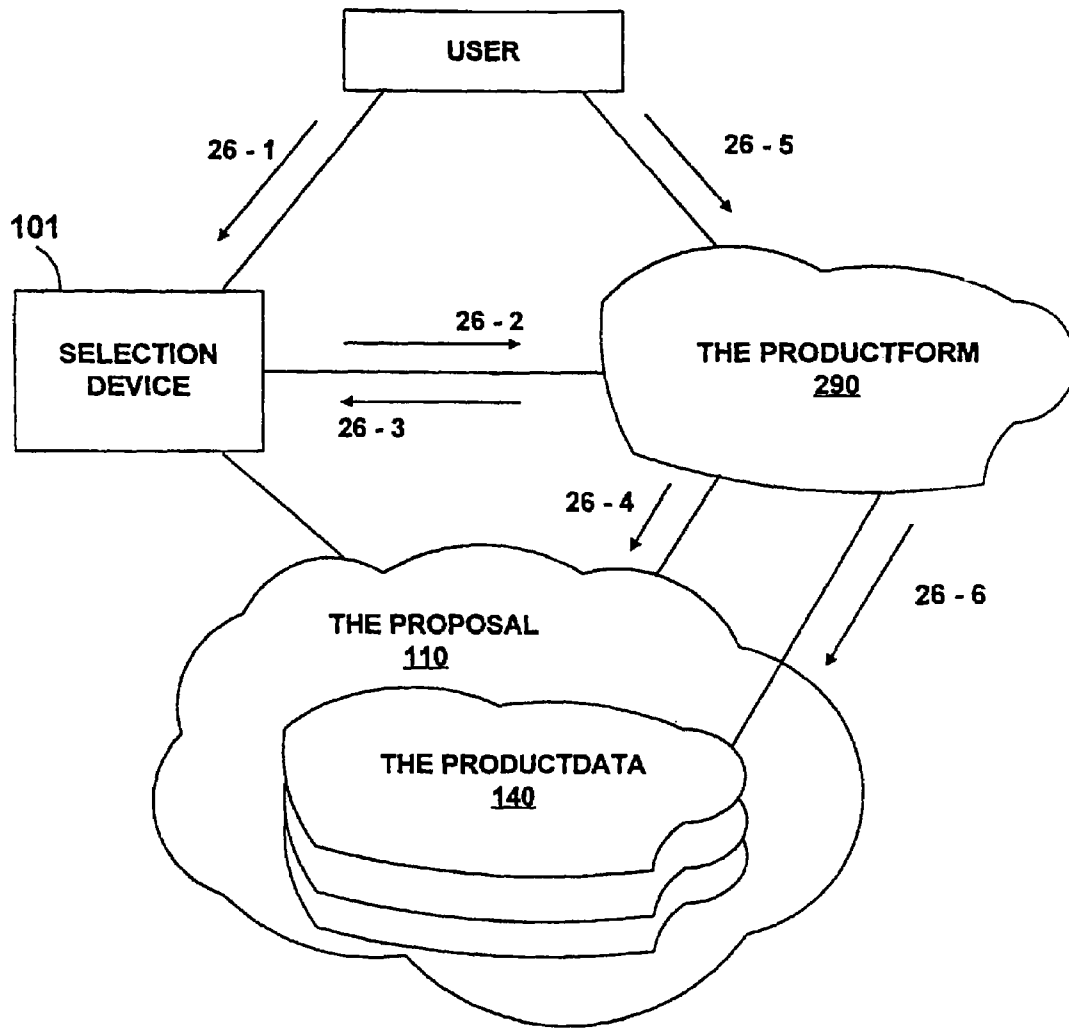 USER
26 - 1
26 - 5
101
SELECTION
DEVICE
26 - 2
THE PRODUCTFORM
290
26 - 3
26 - 4
26 - 6
THE PROPOSAL
110
THE PRODUCTDATA
140